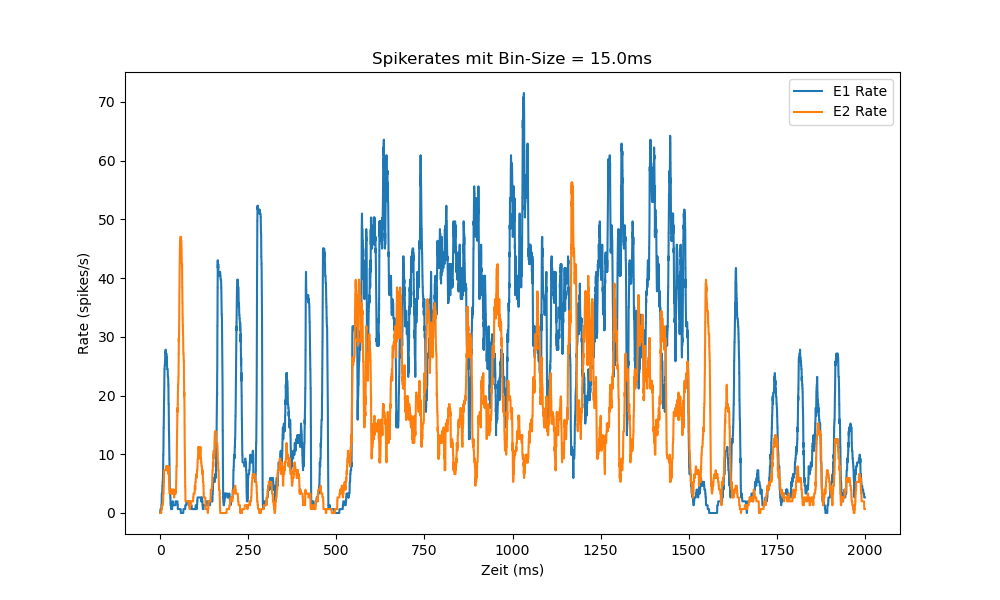 Spikerates mit Bin-Size = 15.0ms
E1 Rate
E2 Rate
70
60
50
40
30
20
10
0
Rate (spikes/s)
0 250 500 750 1000 1250 1500 1750 2000
Zeit (ms)